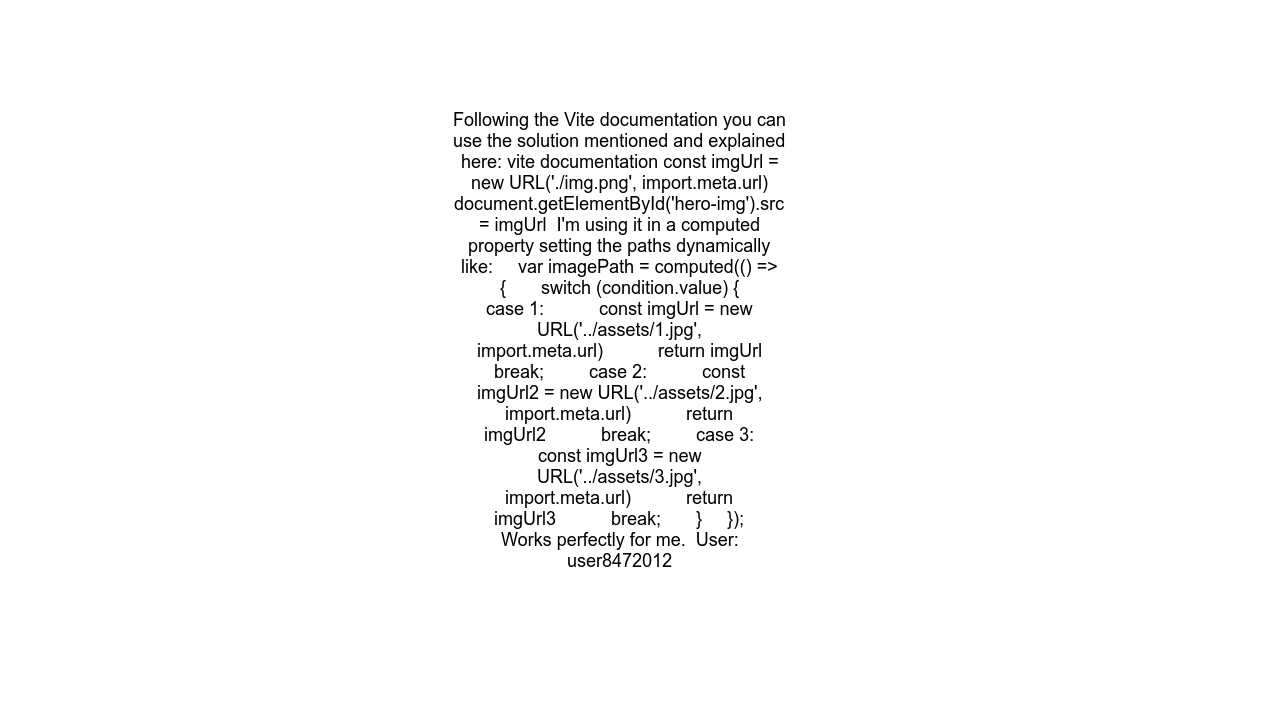 Following the Vite documentation you can
use the solution mentioned and explained
here: vite documentation const imgUrl =
new URL('./img.png', import.meta.url)
document.getElementById('hero-img').src
= imgUrl  I'm using it in a computed
property setting the paths dynamically
like:     var imagePath = computed(() =>
{       switch (condition.value) {
case 1:           const imgUrl = new
URL('../assets/1.jpg',
import.meta.url)           return imgUrl
break;         case 2:           const
imgUrl2 = new URL('../assets/2.jpg',
import.meta.url)           return
imgUrl2           break;         case 3:
const imgUrl3 = new
URL('../assets/3.jpg',
import.meta.url)           return
imgUrl3           break;       }     });
Works perfectly for me.  User:
user8472012